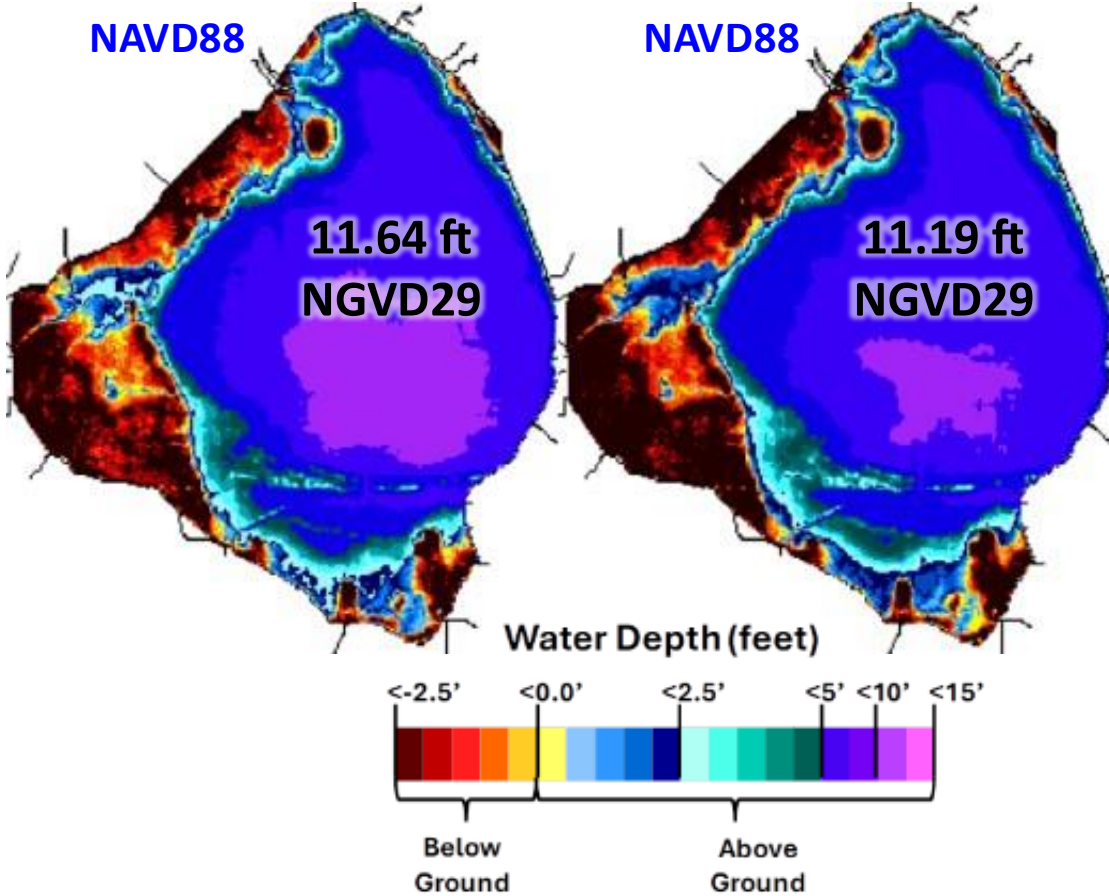 NAVD88
NAVD88
11.64 ft
NGVD29
11.19 ft
NGVD29
Water Depth (feet)
<-2.5’ <0.0’ <2.5’ <5’ <10’ <15’
Below
Ground
Above
Ground